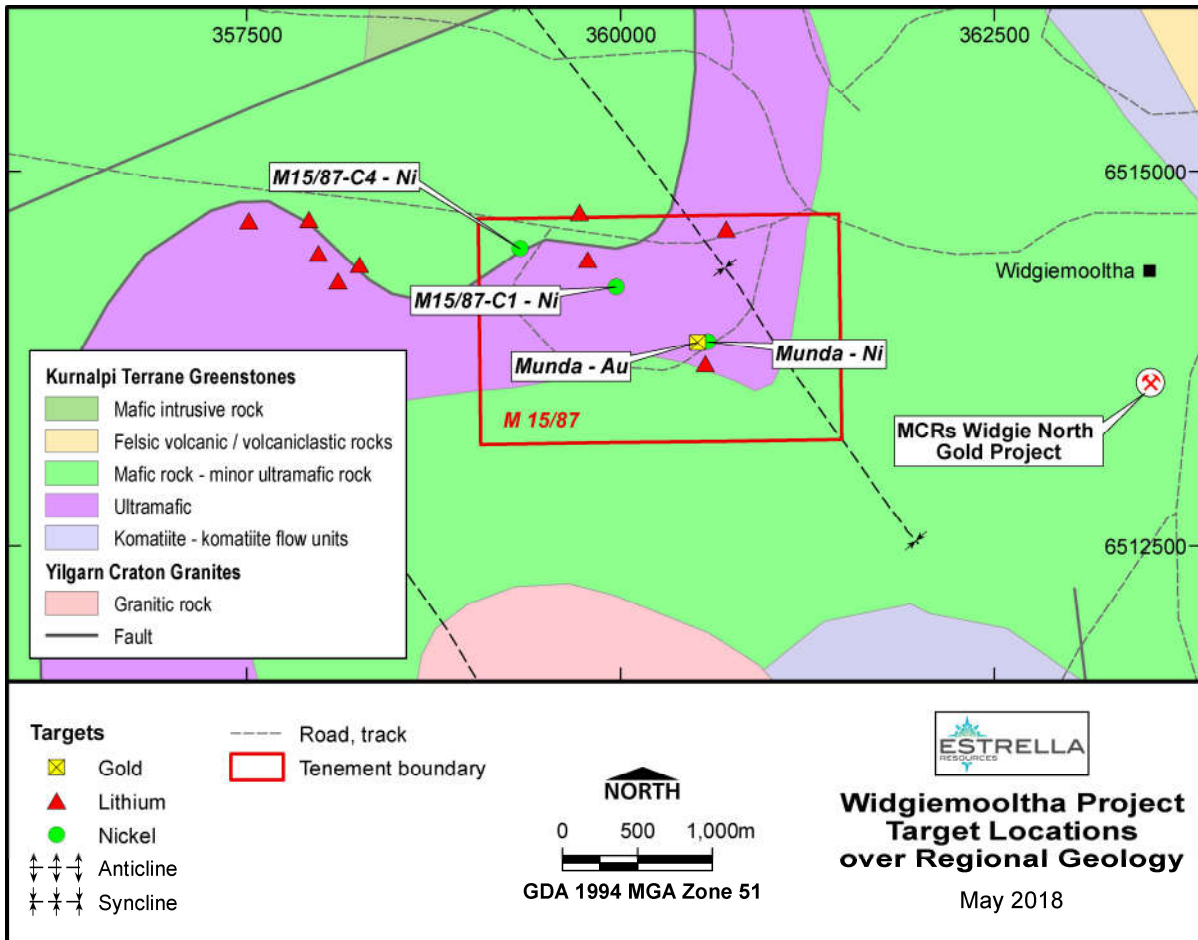 357500
360000
362500
6515000
M15/87-C4 - Ni
Widgiemooltha
M15/87-C1 - Ni
Munda - Au
Munda - Ni
M 15/87
MCRs Widgie North
Gold Project
6512500
Kurnalpi Terrane Greenstones
Mafic intrusive rock
Felsic volcanic / volcaniclastic rocks
Mafic rock - minor ultramafic rock
Ultramafic
Komatiite - komatiite flow units
Yilgarn Craton Granites
Granitic rock
Fault
Targets
Gold
Lithium
Nickel
Anticline
Syncline
Road, track
Tenement boundary
NORTH
0 500 1,000m
GDA 1994 MGA Zone 51
ESTRELLA
RESOURCES
Widgiemooltha Project
Target Locations
over Regional Geology
May 2018